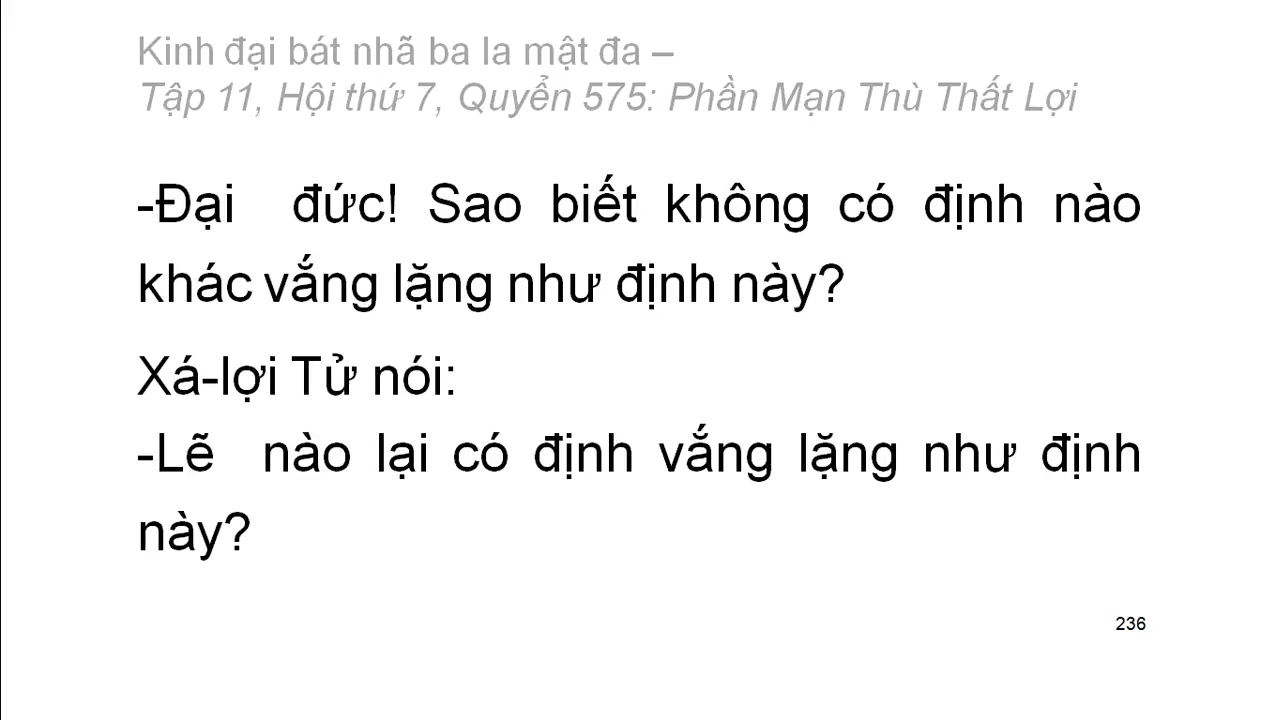 Kinh đại bát nhã ba la mật đa –
Tập 11, Hội thứ 7, Quyển 575: Phần Mạn Thù Thất Lợi
-Đại đức! Sao biết không có định nào
khác vắng lặng như định này?
Xá-lợi Tử nói:
-Lẽ nào lại có định vắng lặng như định
này?
236